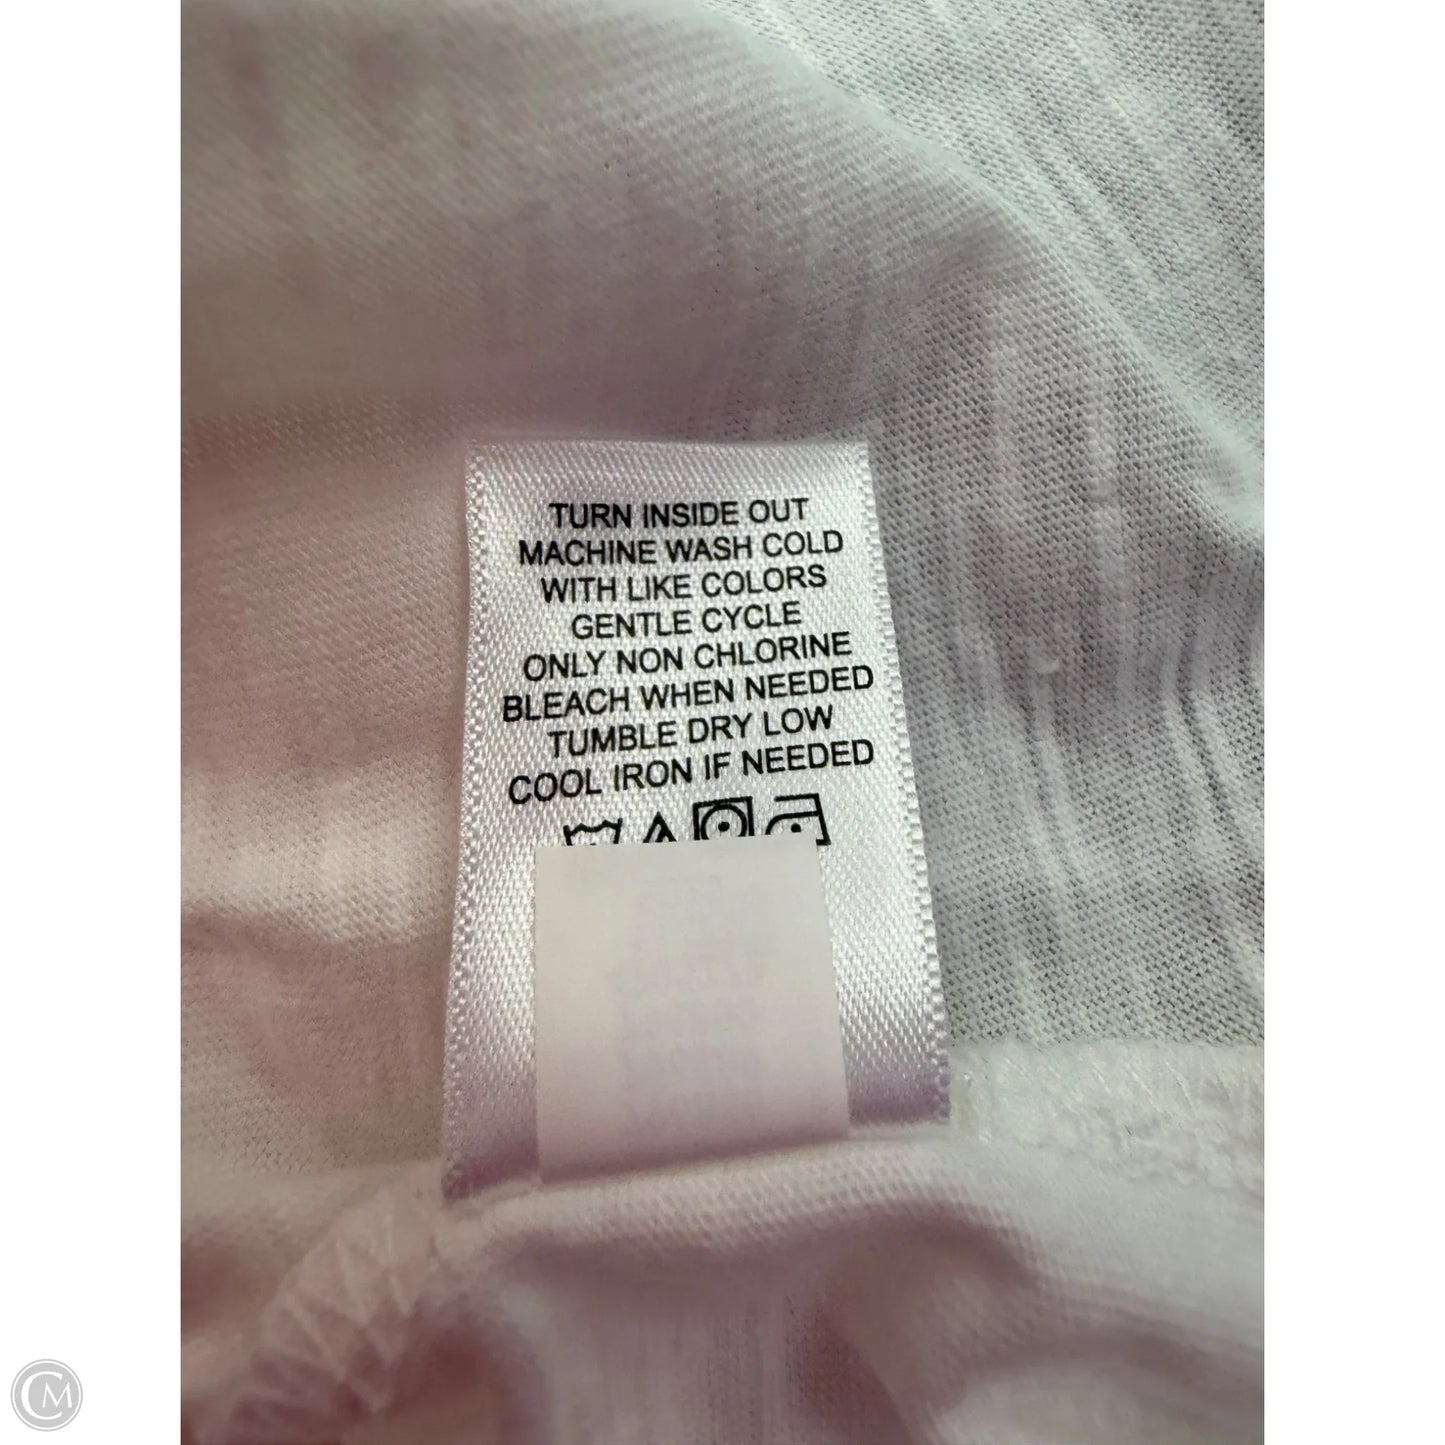 TURN INSIDE OUT
MACHINE WASH COLD
WITH LIKE COLORS
GENTLE CYCLE
ONLY NON CHLORINE
BLEACH WHEN NEEDED
TUMBLE DRY LOW
COOL IRON IF NEEDED
CM